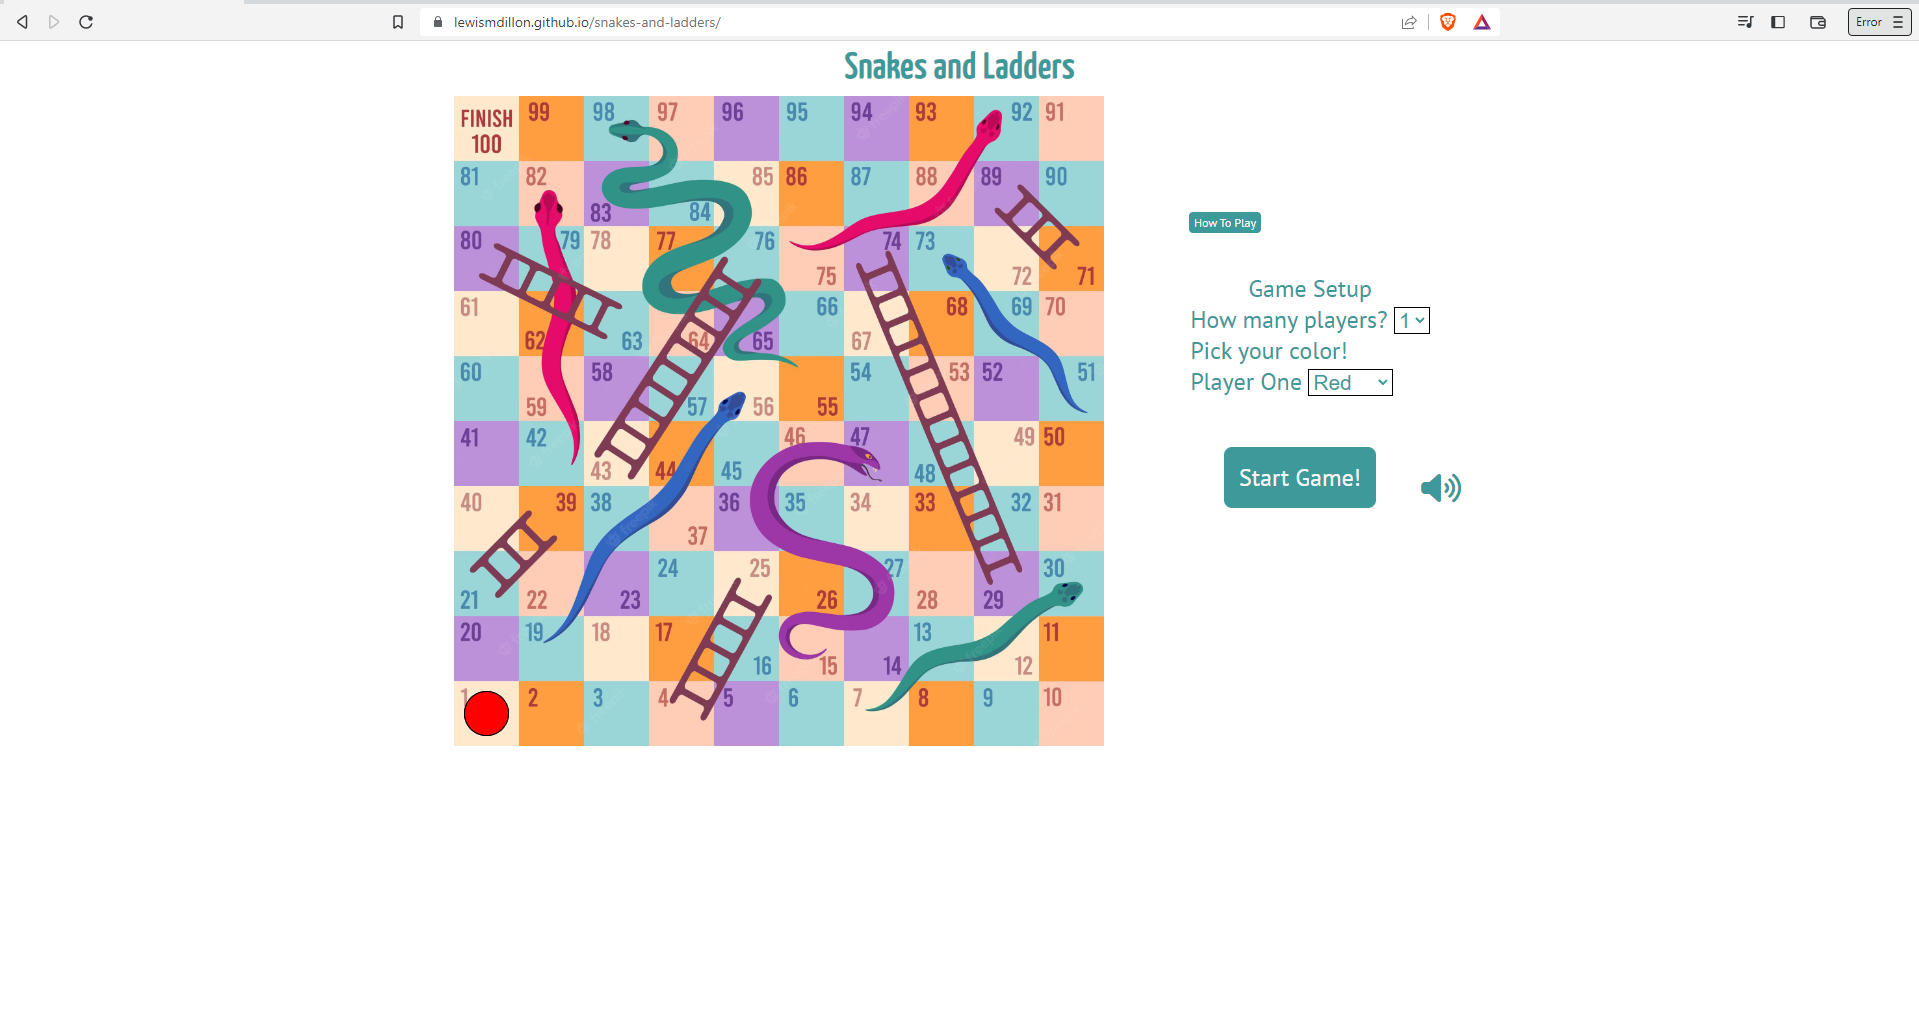 lewismdillon.github.io/snakes-and-ladders/
Error
Snakes and Ladders
FINISH 99 98 97 96 95 94 93 92 91
100
81 82 85 86 87 88 89 90
83 84
How To Play
80 79 78 77 76 74 73
75 72 71
Game Setup
61 66 68 69 70
How many players? 1
62 63 64 65 67
Pick your color!
60 58 54 53 52 51
Player One Red
59 57 56 55
41 42 46 47 49 50
43 44 45 48
Start Game!
40 39 38 36 35 34 33 32 31
37
24 25 27 30
21 22 23 26 28 29
20 19 18 17 13 11
16 15 14 12
1 2 3 4 5 6 7 8 9 10